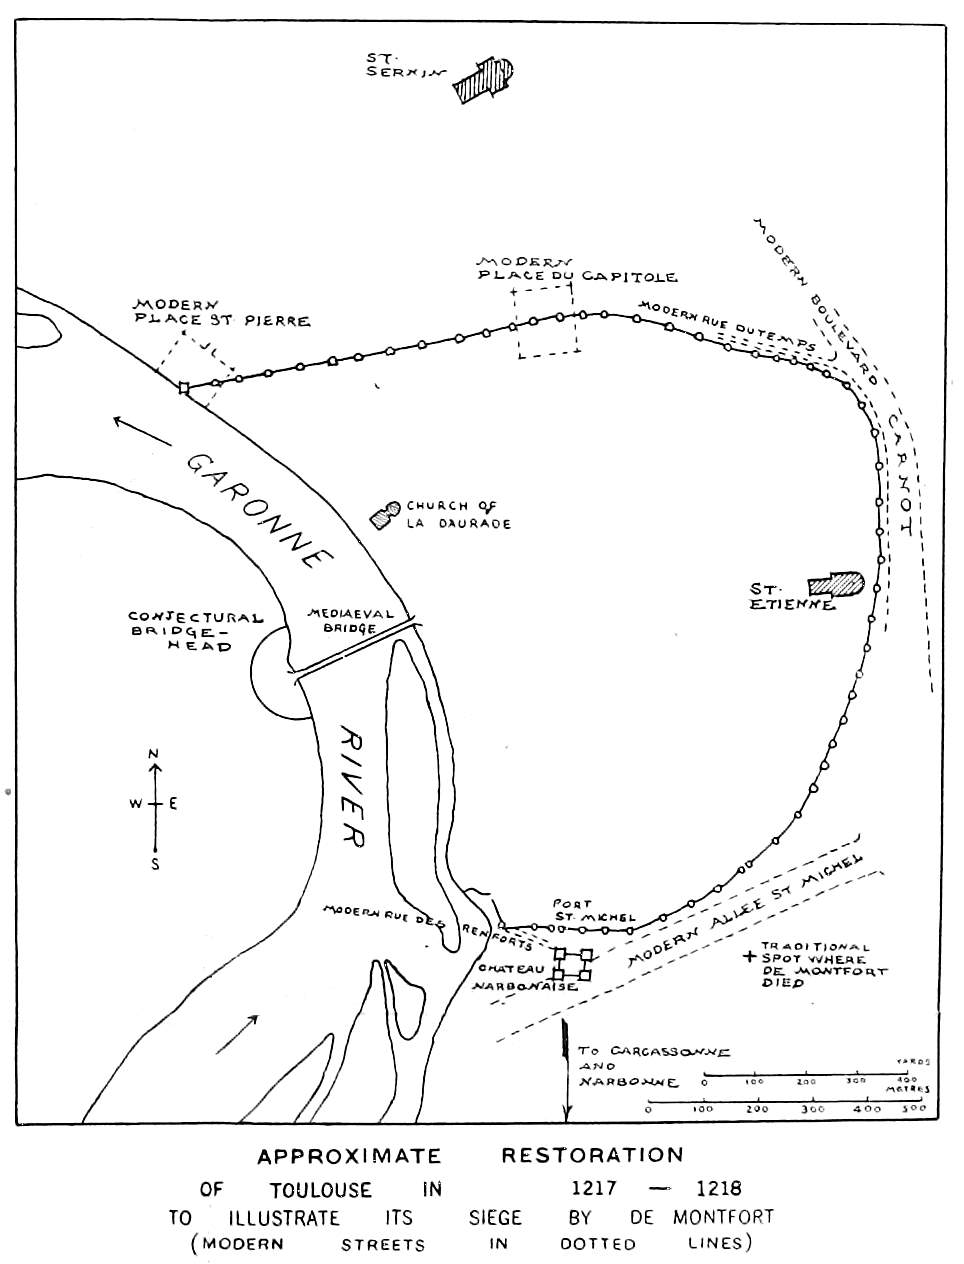 ST.
SERNIN
MODERN
PLACE DU CAPITOLE
MODERN
PLACE ST. PIERRE
MODERN RUE DU TEMPS
MODERN BOULEVARD CARNOT
GARONNE
CHURCH OF
LA DAURADE
ST.
ETIENNE
CONJECTURAL
BRIDGE-
HEAD
MEDIAEVAL
BRIDGE
RIVER
N
W E
S
MODERN RUE DES RENFORTS
PORT
ST. MICHEL
MODERN ALLEE ST MICHEL
CHATEAU
NARBONAISE
+ TRADITIONAL
SPOT WHERE
DE MONTFORT
DIED
TO CARCASSONNE
AND
NARBONNE
YARDS
0 100 200 300 400
METRES
0 100 200 300 400 500
APPROXIMATE RESTORATION
OF TOULOUSE IN 1217 — 1218
TO ILLUSTRATE ITS SIEGE BY DE MONTFORT
(MODERN STREETS IN DOTTED LINES)